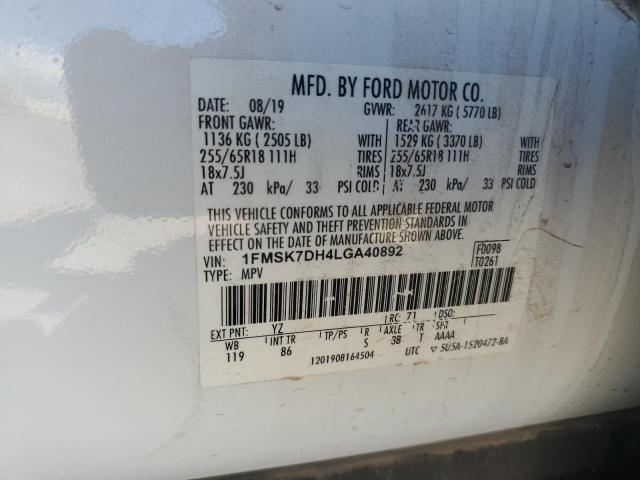 MFD. BY FORD MOTOR CO.
DATE: 08/19 GVWR: 2617 KG ( 5770 LB)
FRONT GAWR: REAR GAWR:
1136 KG ( 2505 LB) WITH 1529 KG ( 3370 LB) WITH
255/65R18 111H TIRES 255/65R18 111H TIRES
18x7.5J RIMS 18x7.5J RIMS
AT 230 kPa/ 33 PSI COLD AT 230 kPa/ 33 PSI COLD
THIS VEHICLE CONFORMS TO ALL APPLICABLE FEDERAL MOTOR
VEHICLE SAFETY AND THEFT PREVENTION STANDARDS IN
EFFECT ON THE DATE OF MANUFACTURE SHOWN ABOVE.
VIN: 1FMSK7DH4LGA40892 F0098
TYPE: MPV T0261
EXT PNT: YZ RC: 71 DSO:
WB INT TR TP/PS R AXLE TR SPR
119 86 S 3B T AAAA
1201908164504 UTC ▽ 5U5A-1520472-BA